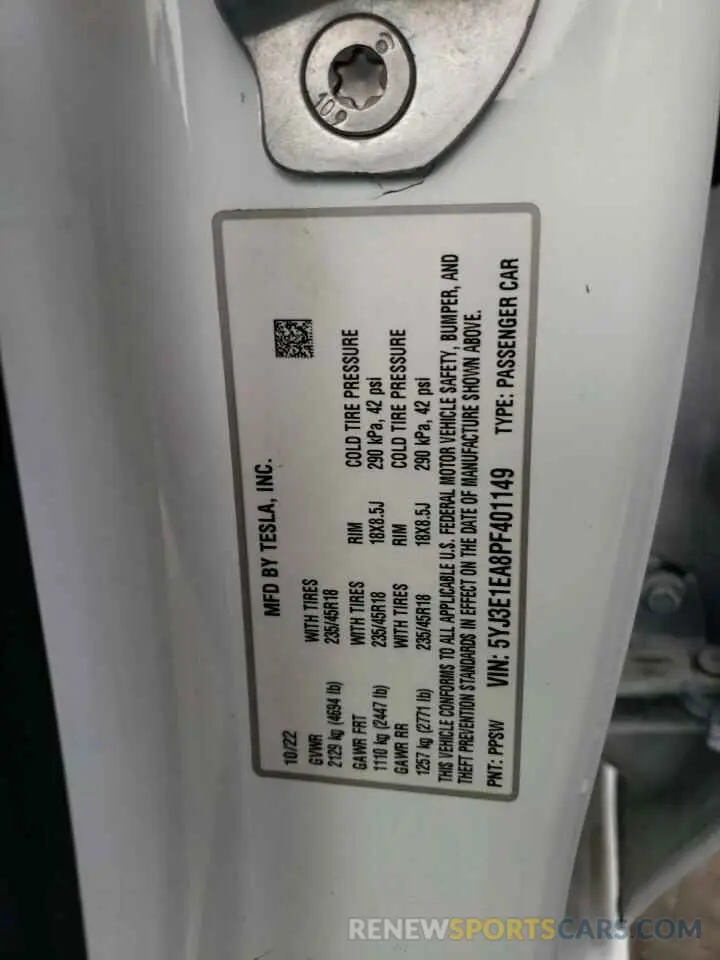 109
MFD BY TESLA, INC.
10/22
GVWR WITH TIRES
2129 kg (4694 lb) 235/45R18
GAWR FRT WITH TIRES RIM COLD TIRE PRESSURE
1110 kg (2447 lb) 235/45R18 18X8.5J 290 kPa, 42 psi
GAWR RR WITH TIRES RIM COLD TIRE PRESSURE
1257 kg (2771 lb) 235/45R18 18X8.5J 290 kPa, 42 psi
THIS VEHICLE CONFORMS TO ALL APPLICABLE U.S. FEDERAL MOTOR VEHICLE SAFETY, BUMPER, AND
THEFT PREVENTION STANDARDS IN EFFECT ON THE DATE OF MANUFACTURE SHOWN ABOVE.
PNT: PPSW VIN: 5YJ3E1EA8PF401149 TYPE: PASSENGER CAR
RENEWSPORTSCAR.COM